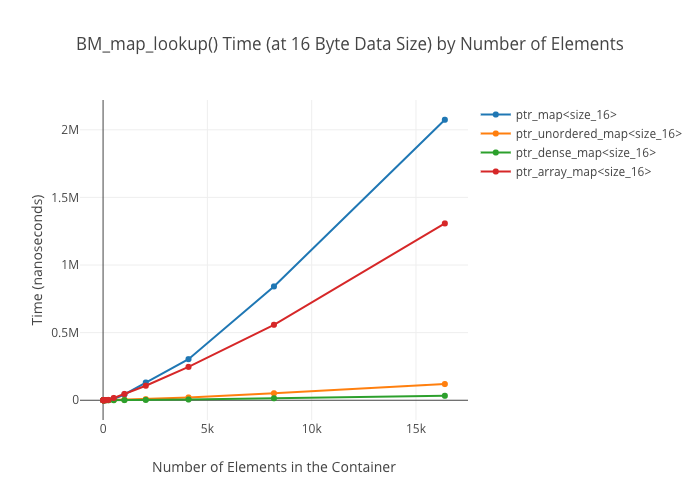 BM_map_lookup() Time (at 16 Byte Data Size) by Number of Elements
ptr_map<size_16>
ptr_unordered_map<size_16>
ptr_dense_map<size_16>
ptr_array_map<size_16>
Time (nanoseconds)
2M
1.5M
1M
0.5M
0
0
5k
10k
15k
Number of Elements in the Container